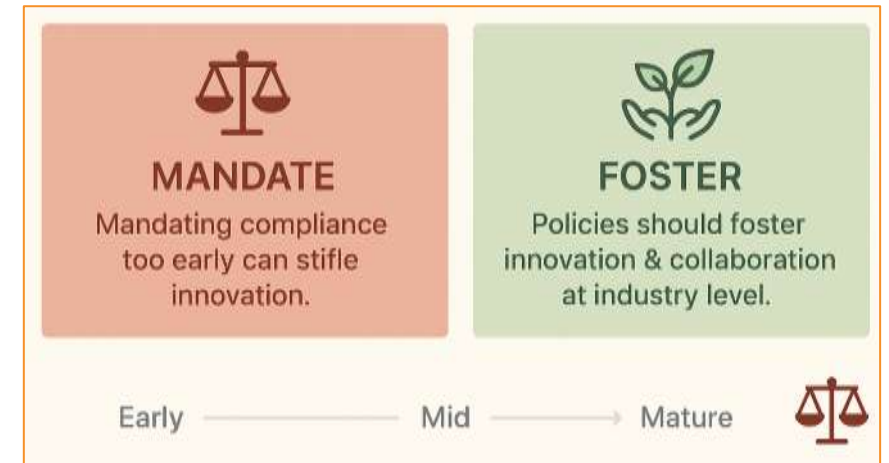 MANDATE
Mandating compliance
too early can stifle
innovation.
FOSTER
Policies should foster
innovation & collaboration
at industry level.
Early Mid Mature